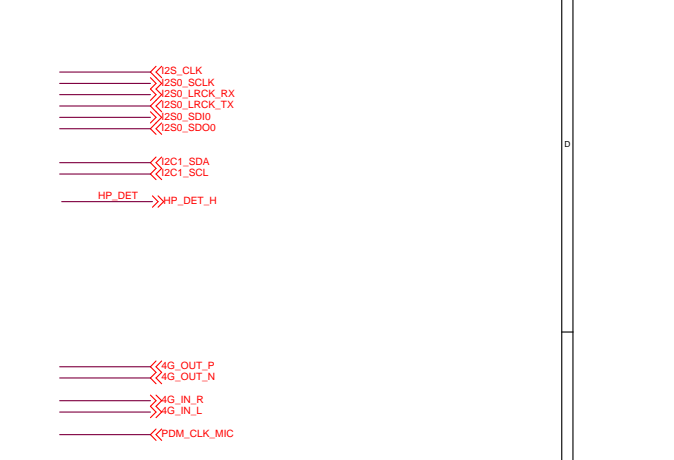 I2S_CLK
I2S0_SCLK
I2S0_LRCK_RX
I2S0_LRCK_TX
I2S0_SDI0
I2S0_SDO0
D
I2C1_SDA
I2C1_SCL
HP_DET HP_DET_H
4G_OUT_P
4G_OUT_N
4G_IN_R
4G_IN_L
PDM_CLK_MIC